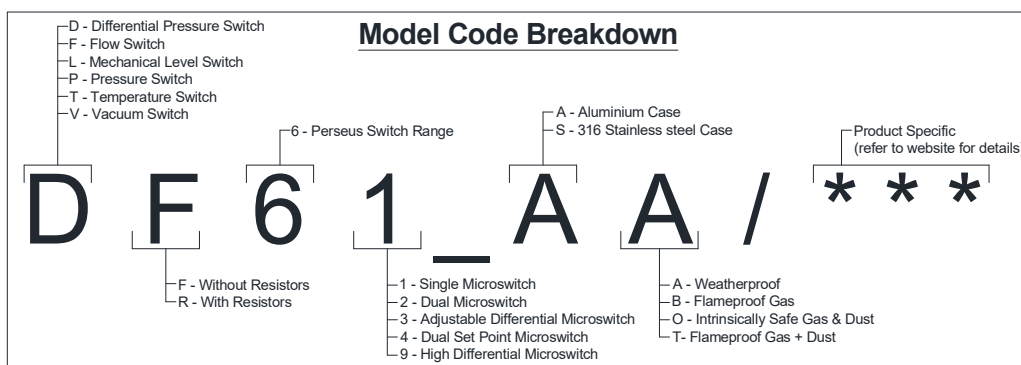 Model Code Breakdown
D - Differential Pressure Switch
F - Flow Switch
L - Mechanical Level Switch
P - Pressure Switch
T - Temperature Switch
V - Vacuum Switch
6 - Perseus Switch Range
A - Aluminium Case
S - 316 Stainless steel Case
Product Specific
(refer to website for details
D F 6 1 _ A A / * * *
F - Without Resistors
R - With Resistors
1 - Single Microswitch
2 - Dual Microswitch
3 - Adjustable Differential Microswitch
4 - Dual Set Point Microswitch
9 - High Differential Microswitch
A - Weatherproof
B - Flameproof Gas
O - Intrinsically Safe Gas & Dust
T- Flameproof Gas + Dust